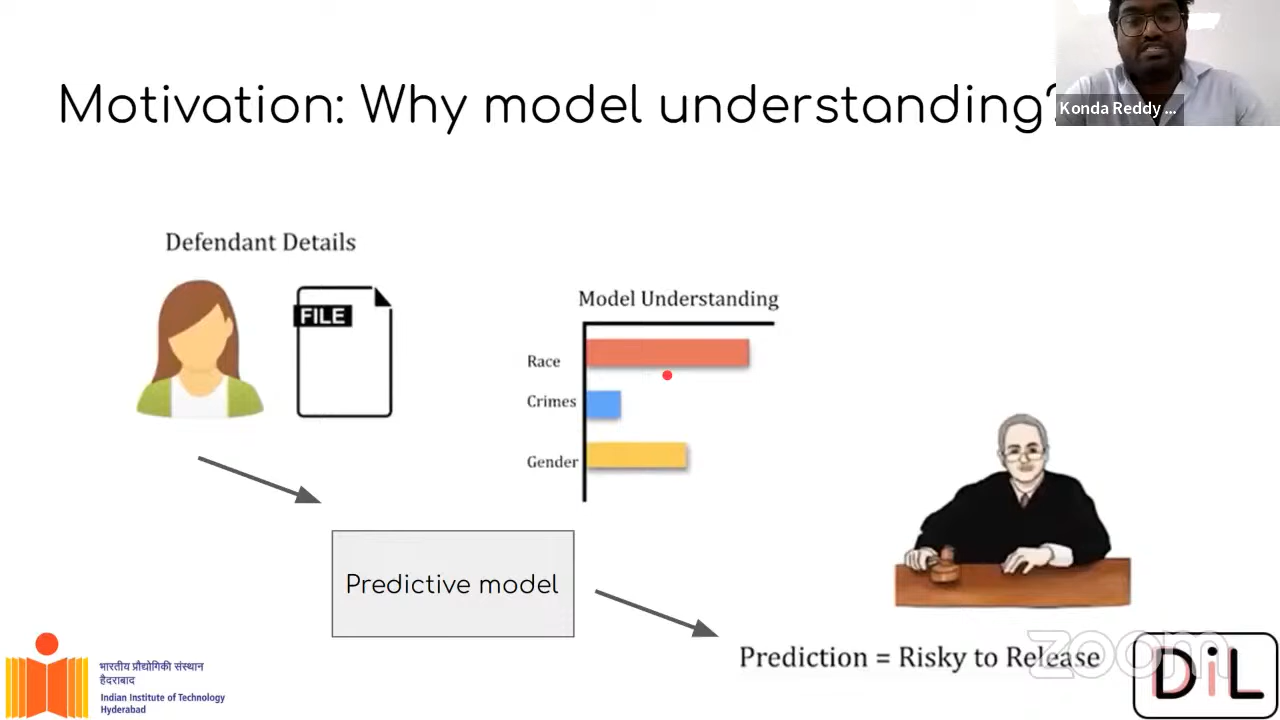 Motivation: Why model understanding?
Konda Reddy ...
Defendant Details
FILE
Model Understanding
Race
Crimes
Gender
Predictive model
Prediction = Risky to Release
zoom
DiL
भारतीय प्रौद्योगिकी संस्थान
हैदराबाद
Indian Institute of Technology
Hyderabad